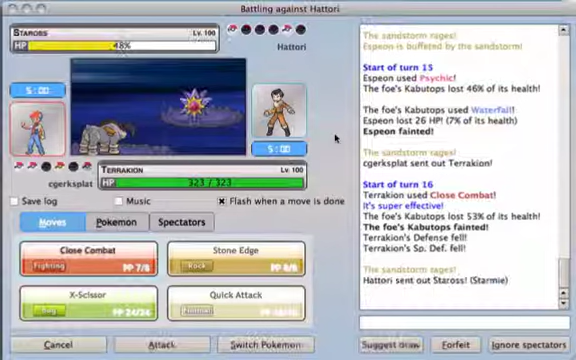 Battling against Hattori
STAROSS Lv. 100
HP 48%
Hattori
5:00
5:00
TERRAKION Lv. 100
HP 323 / 323
cgerksplat
Save log
Music
Flash when a move is done
Moves
Pokemon
Spectators
Close Combat
Fighting PP 7/8
Stone Edge
Rock PP 8/8
X-Scissor
Bug PP 24/24
Quick Attack
Normal
Cancel
Attack
Switch Pokemon
The sandstorm rages!
Espeon is buffeted by the sandstorm!
Start of turn 15
Espeon used Psychic!
The foe's Kabutops lost 46% of its health!
The foe's Kabutops used Waterfall!
Espeon lost 26 HP! (7% of its health)
Espeon fainted!
The sandstorm rages!
cgerksplat sent out Terrakion!
Start of turn 16
Terrakion used Close Combat!
It's super effective!
The foe's Kabutops lost 53% of its health!
The foe's Kabutops fainted!
Terrakion's Defense fell!
Terrakion's Sp. Def. fell!
The sandstorm rages!
Hattori sent out Staross! (Starmie)
Suggest draw
Forfeit
Ignore spectators